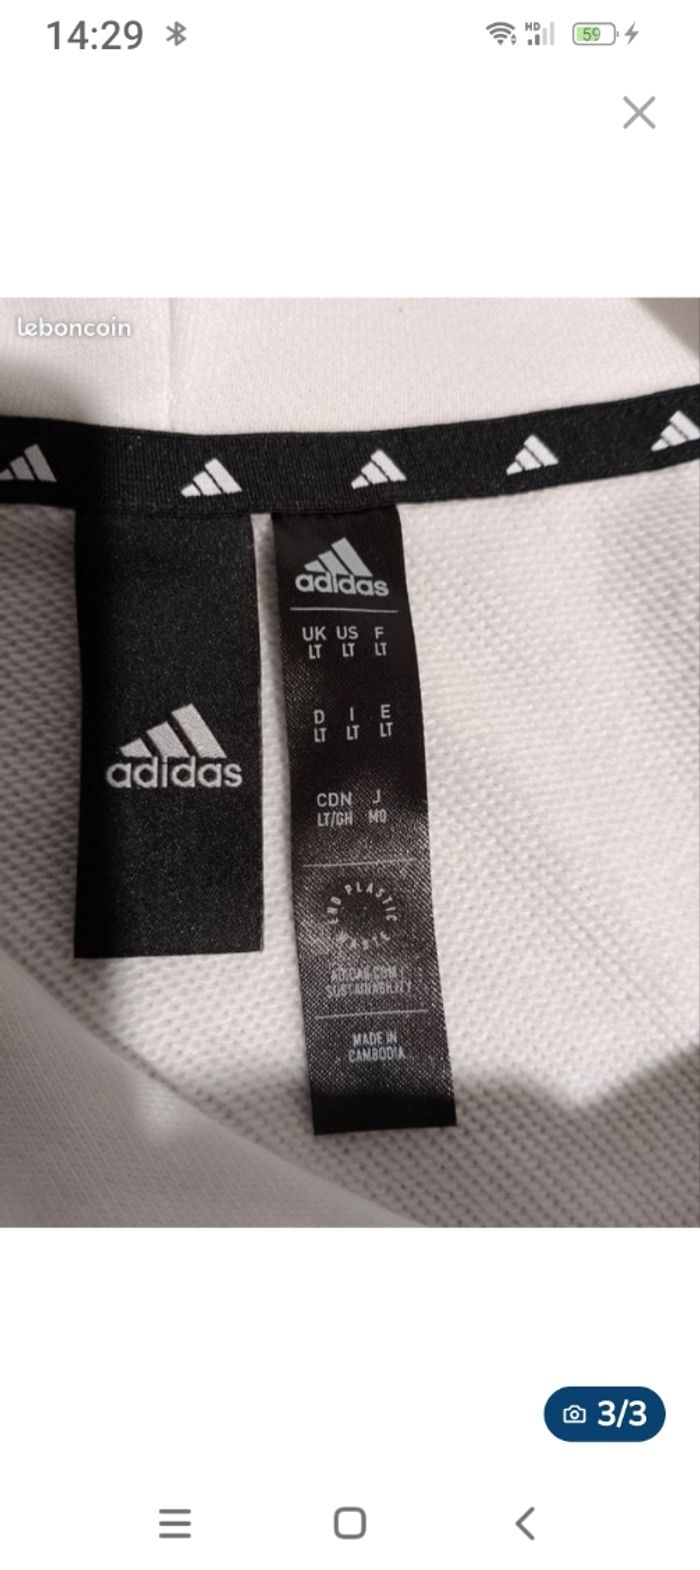 14:29
HD
59
leboncoin
adidas
adidas
UK US F
LT LT LT
D I E
LT LT LT
CDN J
LT/GH MO
END PLASTIC WASTE
ADIDAS.COM/
SUSTAINABILITY
MADE IN
CAMBODIA
3/3